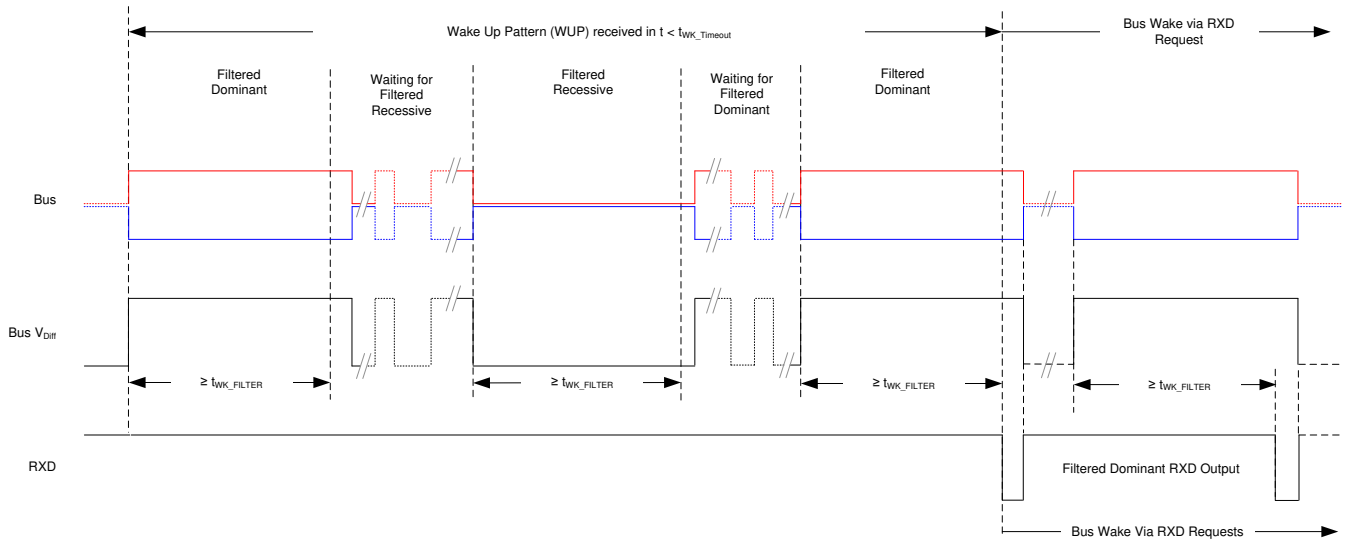 Wake Up Pattern (WUP) received in t < tWK_Timeout
Bus Wake via RXD
Request
Filtered
Dominant
Waiting for
Filtered
Recessive
Filtered
Recessive
Waiting for
Filtered
Dominant
Filtered
Dominant
Bus
Bus VDiff
≥ tWK_FILTER
≥ tWK_FILTER
≥ tWK_FILTER
≥ tWK_FILTER
RXD
Filtered Dominant RXD Output
Bus Wake Via RXD Requests